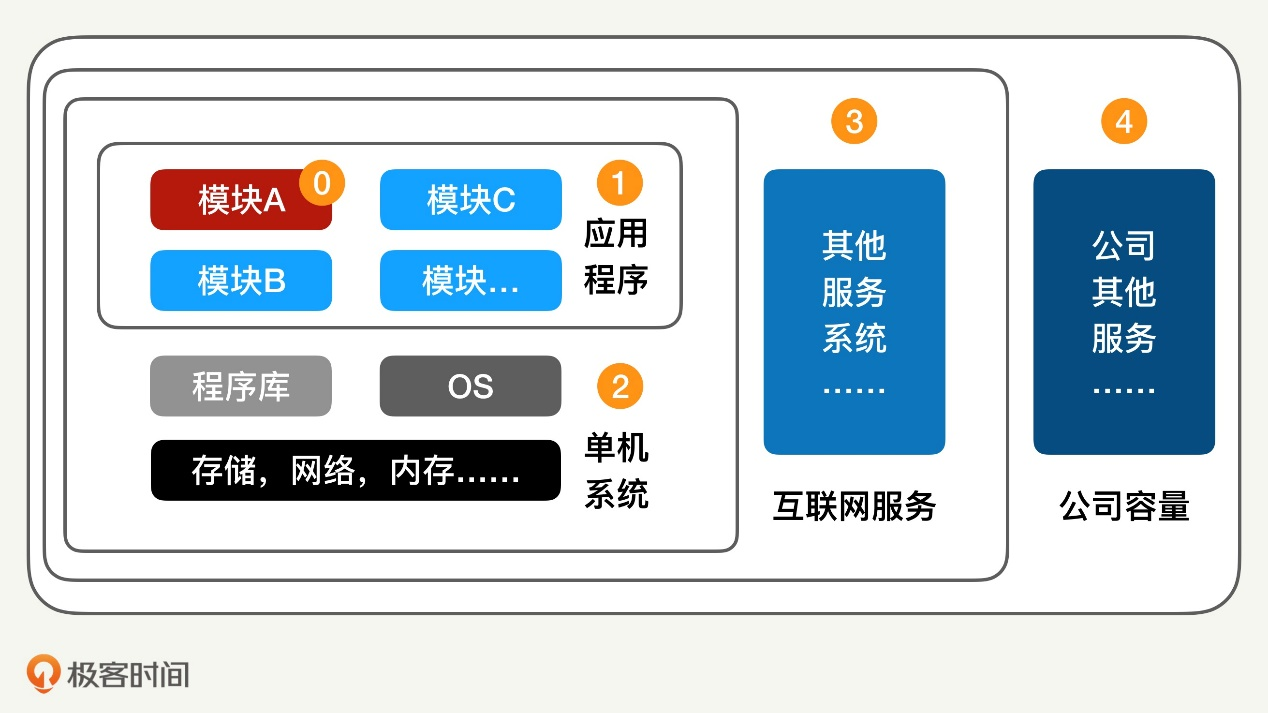 模块A
0
模块C
1
应用
程序
模块B
模块…
程序库
OS
2
单机
系统
存储，网络，内存……
3
其他
服务
系统
……
互联网服务
4
公司
其他
服务
……
公司容量
极客时间